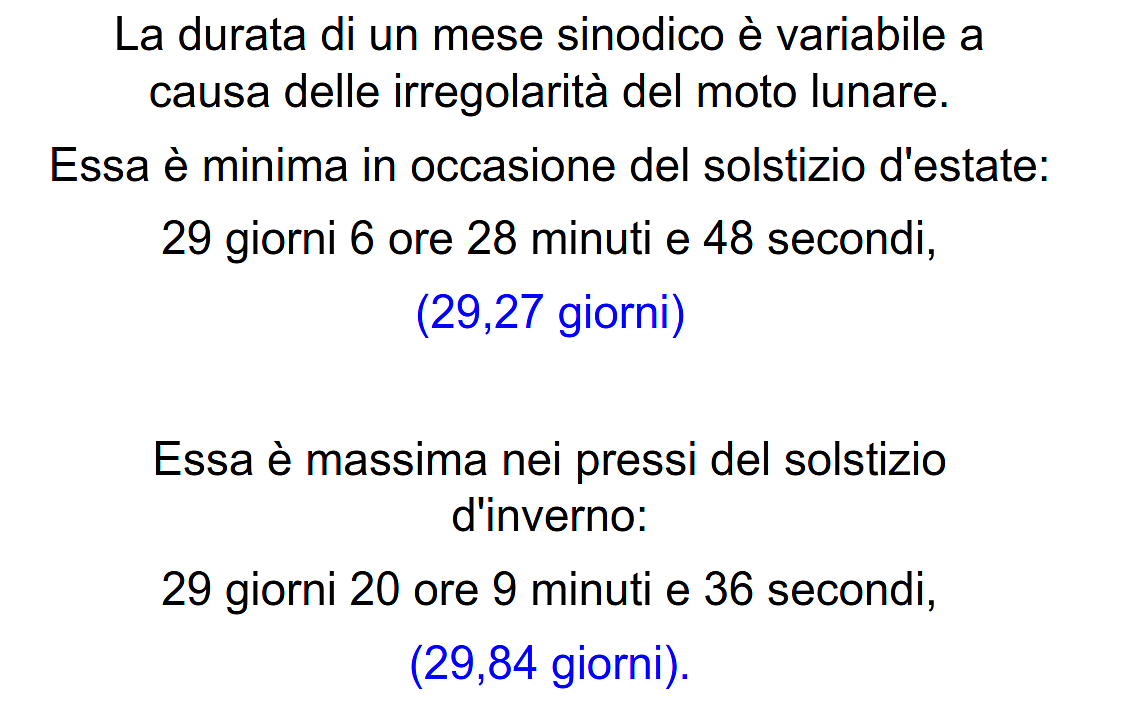 La durata di un mese sinodico è variabile a
causa delle irregolarità del moto lunare.
Essa è minima in occasione del solstizio d'estate:
29 giorni 6 ore 28 minuti e 48 secondi,
(29,27 giorni)
Essa è massima nei pressi del solstizio
d'inverno:
29 giorni 20 ore 9 minuti e 36 secondi,
(29,84 giorni).